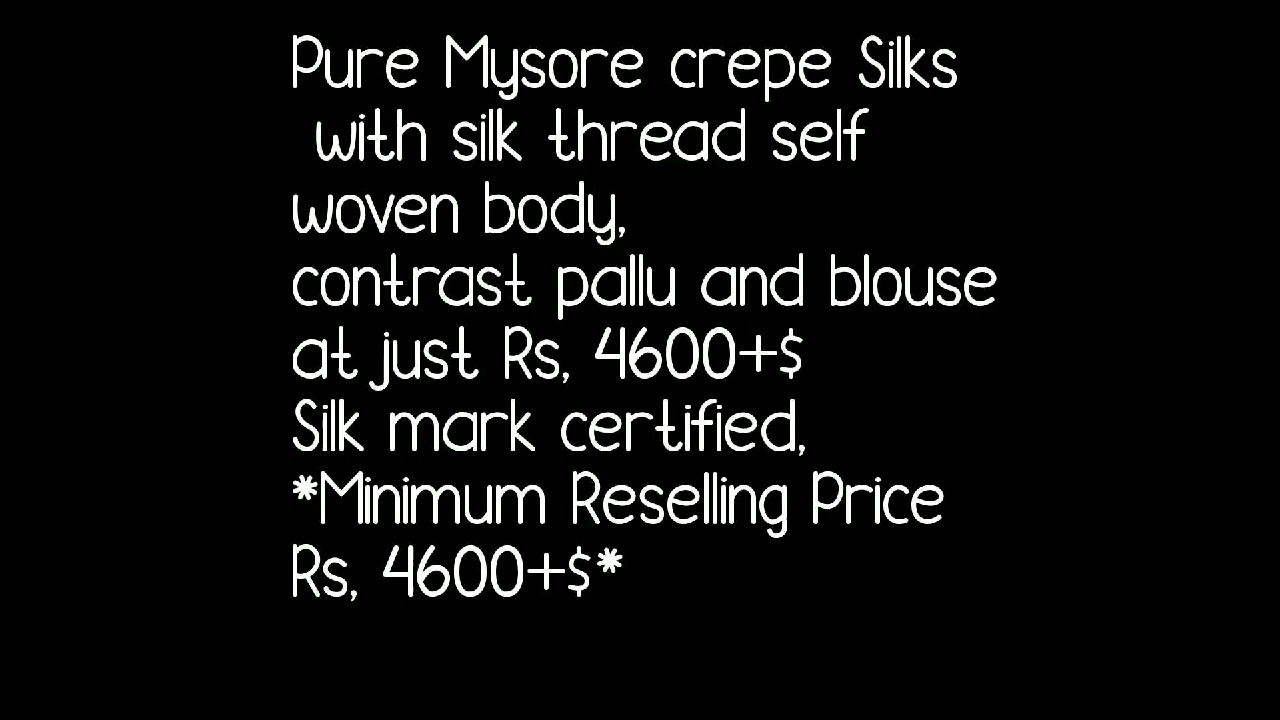 Pure Mysore crepe Silks
with silk thread self
woven body,
contrast pallu and blouse
at just Rs, 4600+$
Silk mark certified,
*Minimum Reselling Price
Rs, 4600+$*